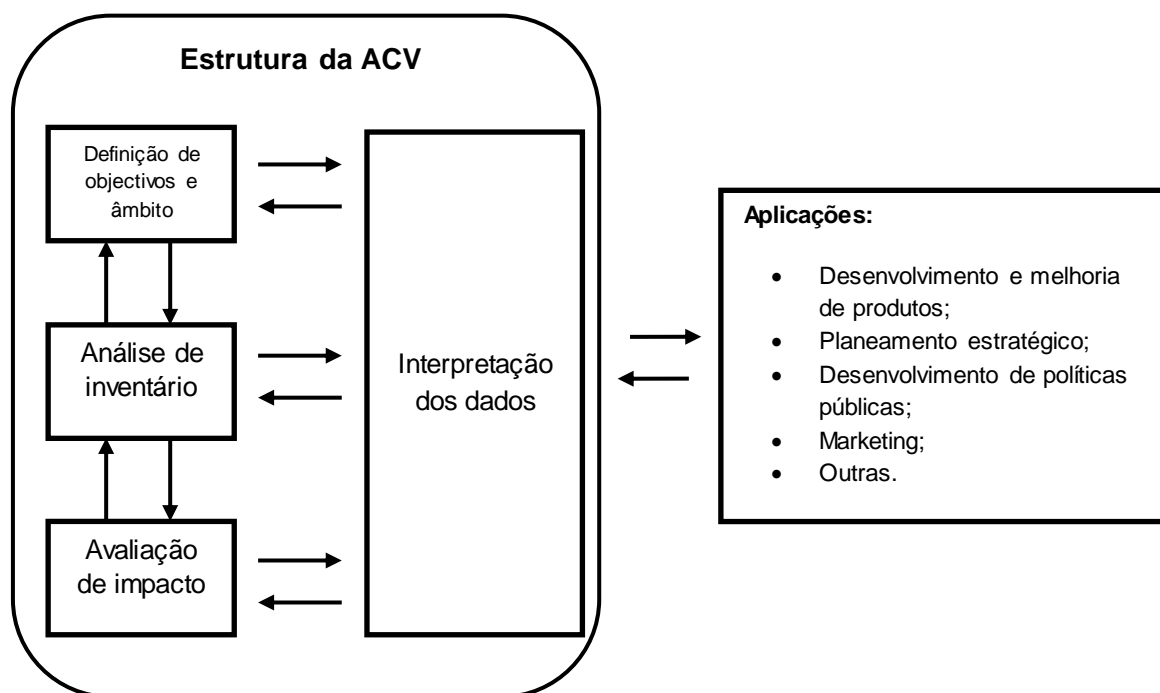 Estrutura da ACV
Definição de
objectivos e
âmbito
Análise de
inventário
Avaliação
de impacto
Interpretação
dos dados
Aplicações:
• Desenvolvimento e melhoria
de produtos;
• Planeamento estratégico;
• Desenvolvimento de políticas
públicas;
• Marketing;
• Outras.